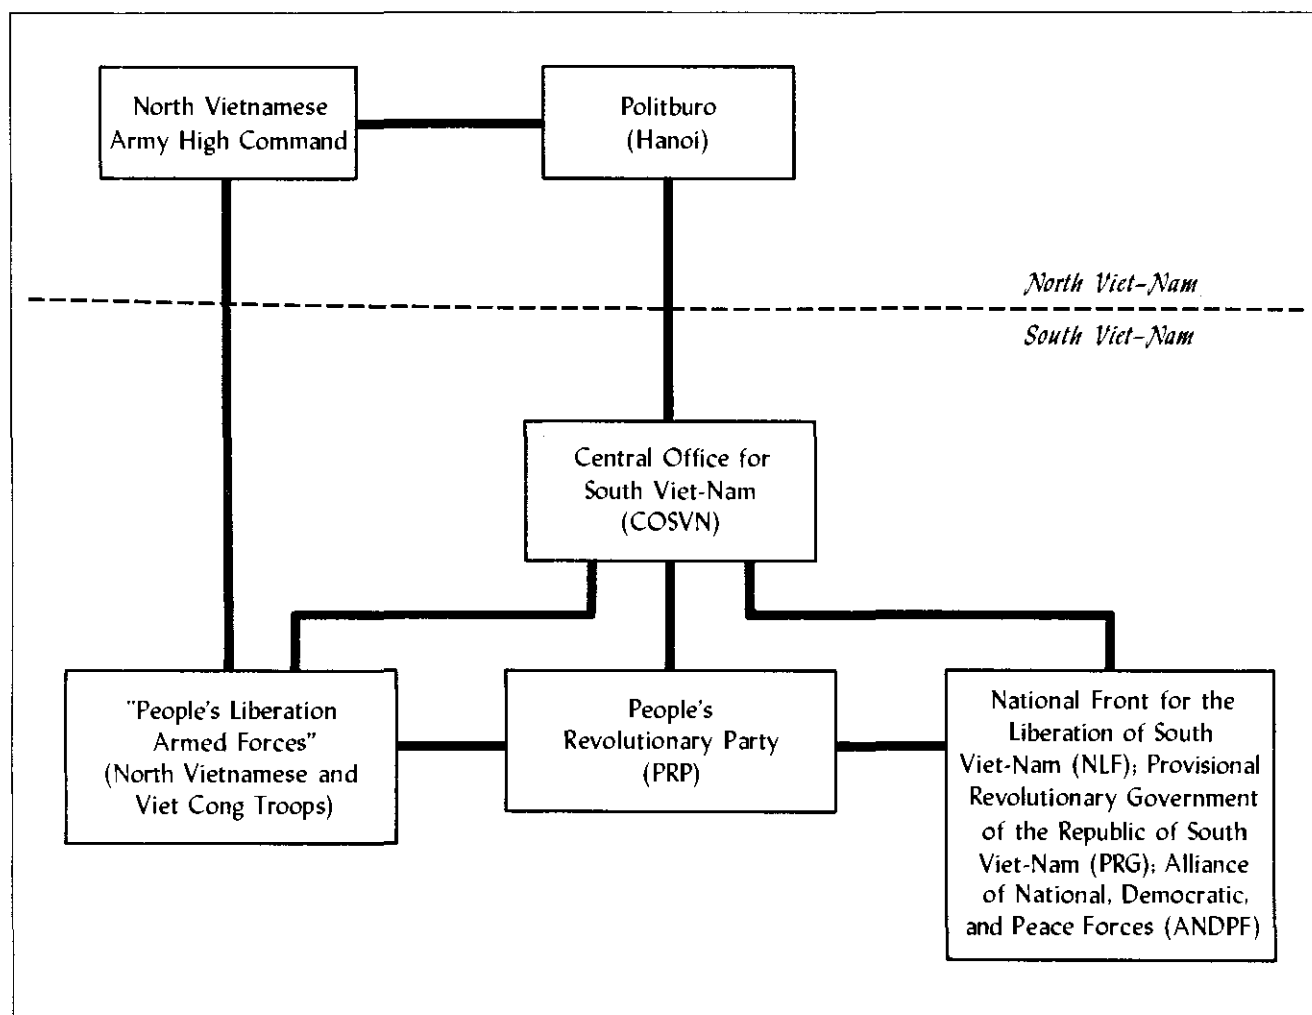 North Vietnamese
Army High Command
Politburo
(Hanoi)
North Viet-Nam
South Viet-Nam
Central Office for
South Viet-Nam
(COSVN)
"People's Liberation
Armed Forces"
(North Vietnamese and
Viet Cong Troops)
People's
Revolutionary Party
(PRP)
National Front for the
Liberation of South
Viet-Nam (NLF); Provisional
Revolutionary Government
of the Republic of South
Viet-Nam (PRG); Alliance
of National, Democratic,
and Peace Forces (ANDPF)